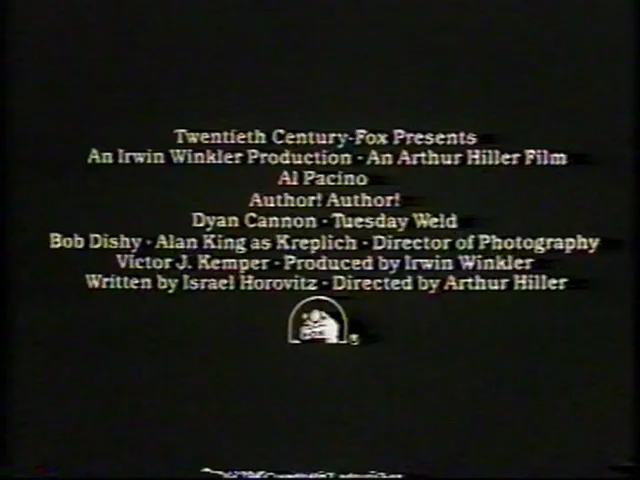 Twentieth Century-Fox Presents
An Irwin Winkler Production - An Arthur Hiller Film
Al Pacino
Author! Author!
Dyan Cannon - Tuesday Weld
Bob Dishy - Alan King as Kreplich - Director of Photography
Victor J. Kemper - Produced by Irwin Winkler
Written by Israel Horovitz - Directed by Arthur Hiller